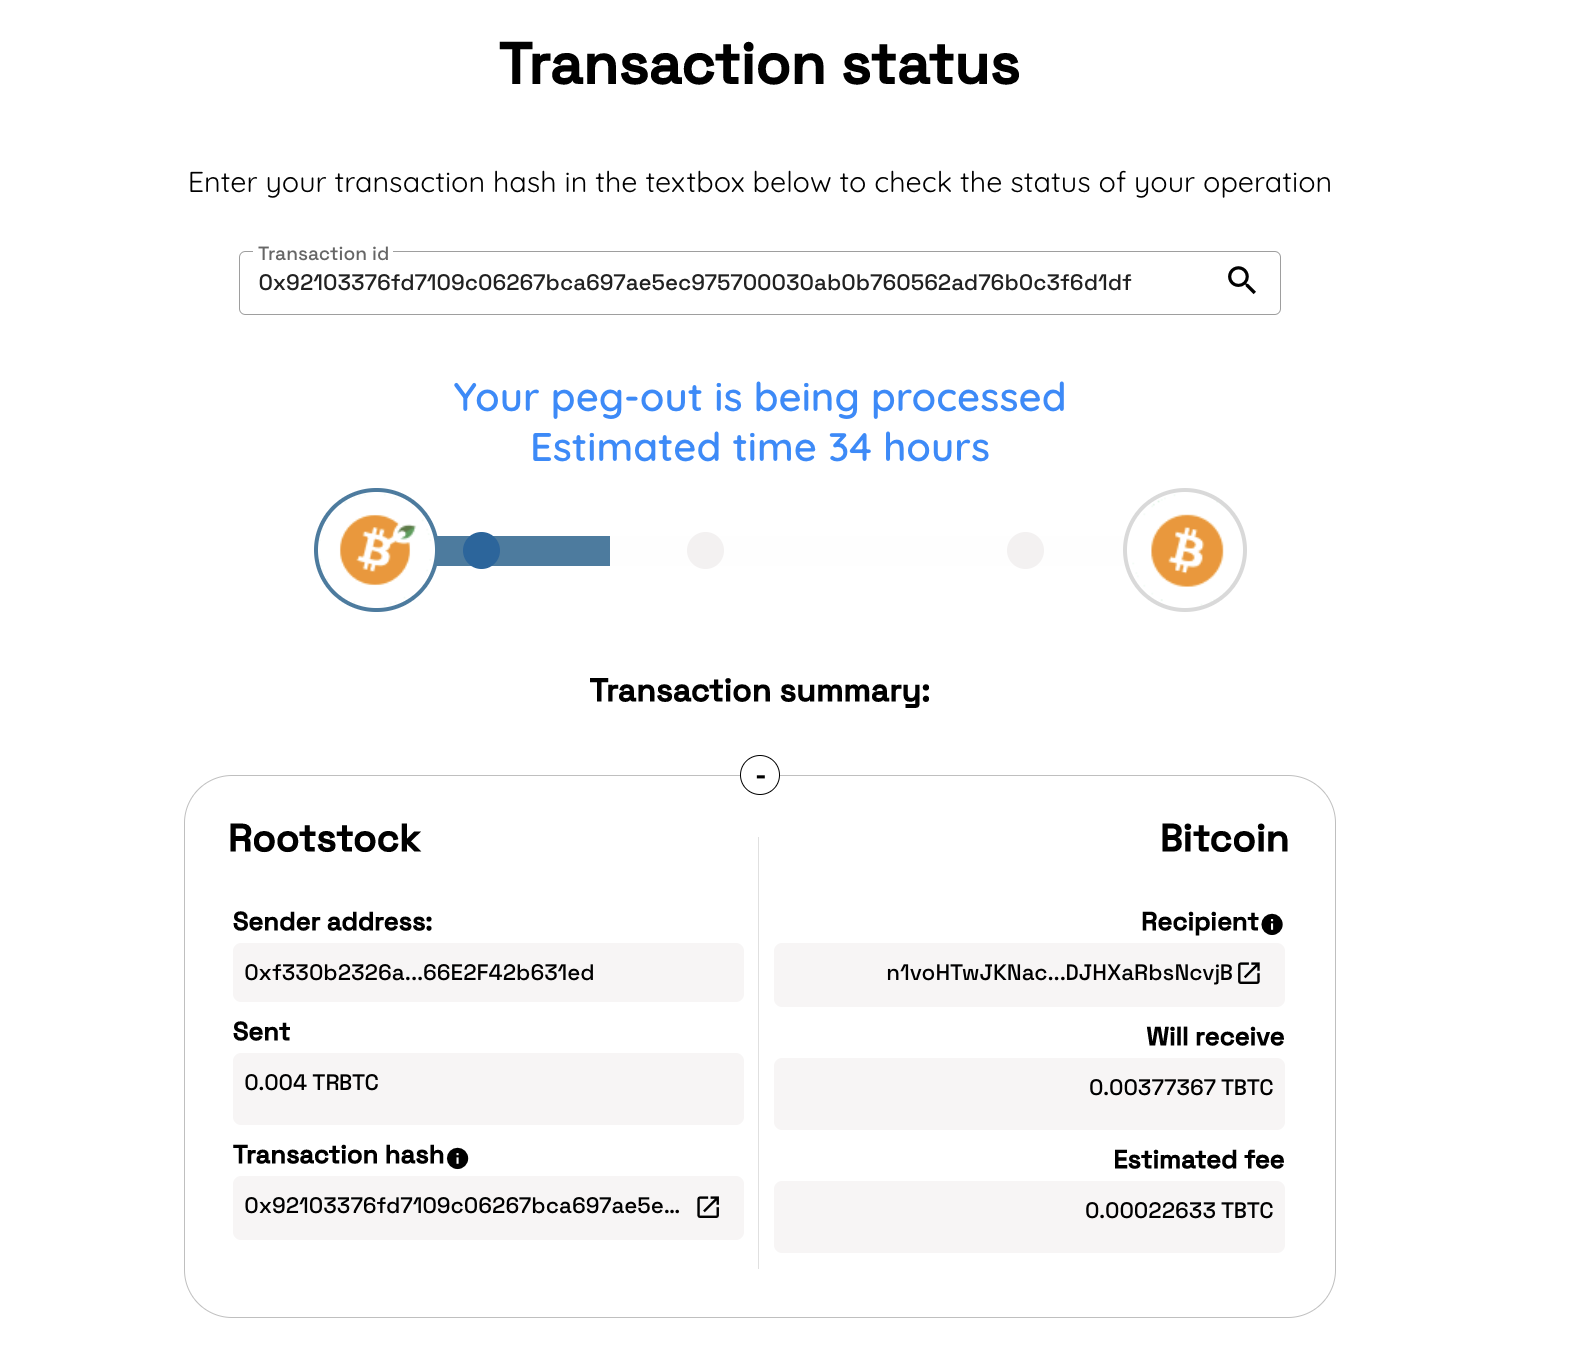 Transaction status
Enter your transaction hash in the textbox below to check the status of your operation
Transaction id
0x92103376fd7109c06267bca697ae5ec975700030ab0b760562ad76b0c3f6d1df
Your peg-out is being processed
Estimated time 34 hours
Transaction summary:
-
Rootstock
Sender address:
0xf330b2326a...66E2F42b631ed
Sent
0.004 TRBTC
Transaction hash
0x92103376fd7109c06267bca697ae5e...
Bitcoin
Recipient
n1voHTwJKNac...DJHXaRbsNcvjB
Will receive
0.00377367 TBTC
Estimated fee
0.00022633 TBTC